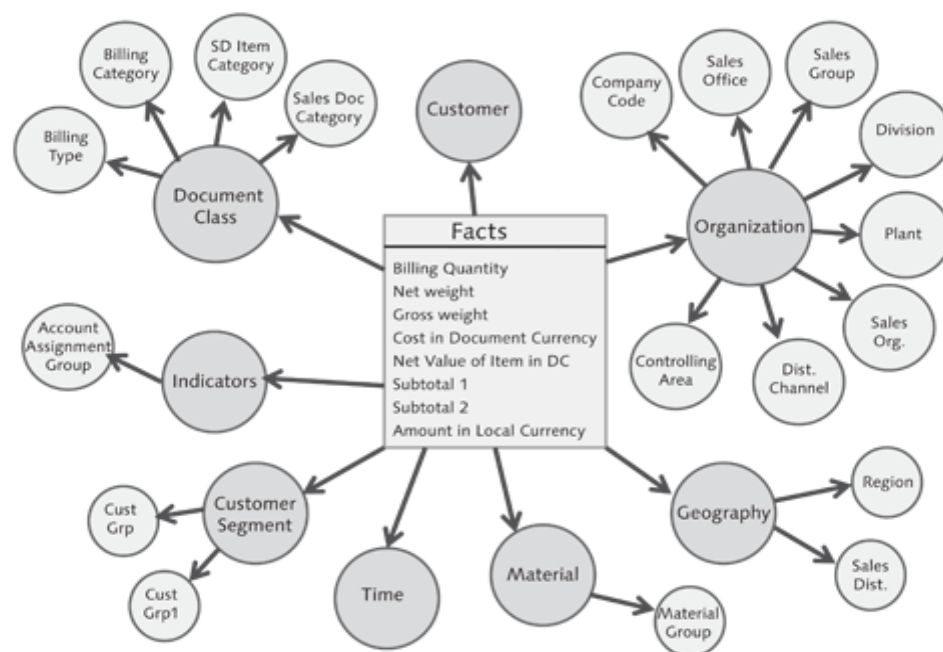 Billing
Category
SD Item
Category
Sales Doc
Category
Billing
Type
Document
Class
Customer
Company
Code
Sales
Office
Sales
Group
Division
Organization
Plant
Sales
Org.
Dist.
Channel
Controlling
Area
Facts
Billing Quantity
Net weight
Gross weight
Cost in Document Currency
Net Value of Item in DC
Subtotal 1
Subtotal 2
Amount in Local Currency
Account
Assignment
Group
Indicators
Cust
Grp
Customer
Segment
Cust
Grp1
Time
Material
Material
Group
Geography
Region
Sales
Dist.